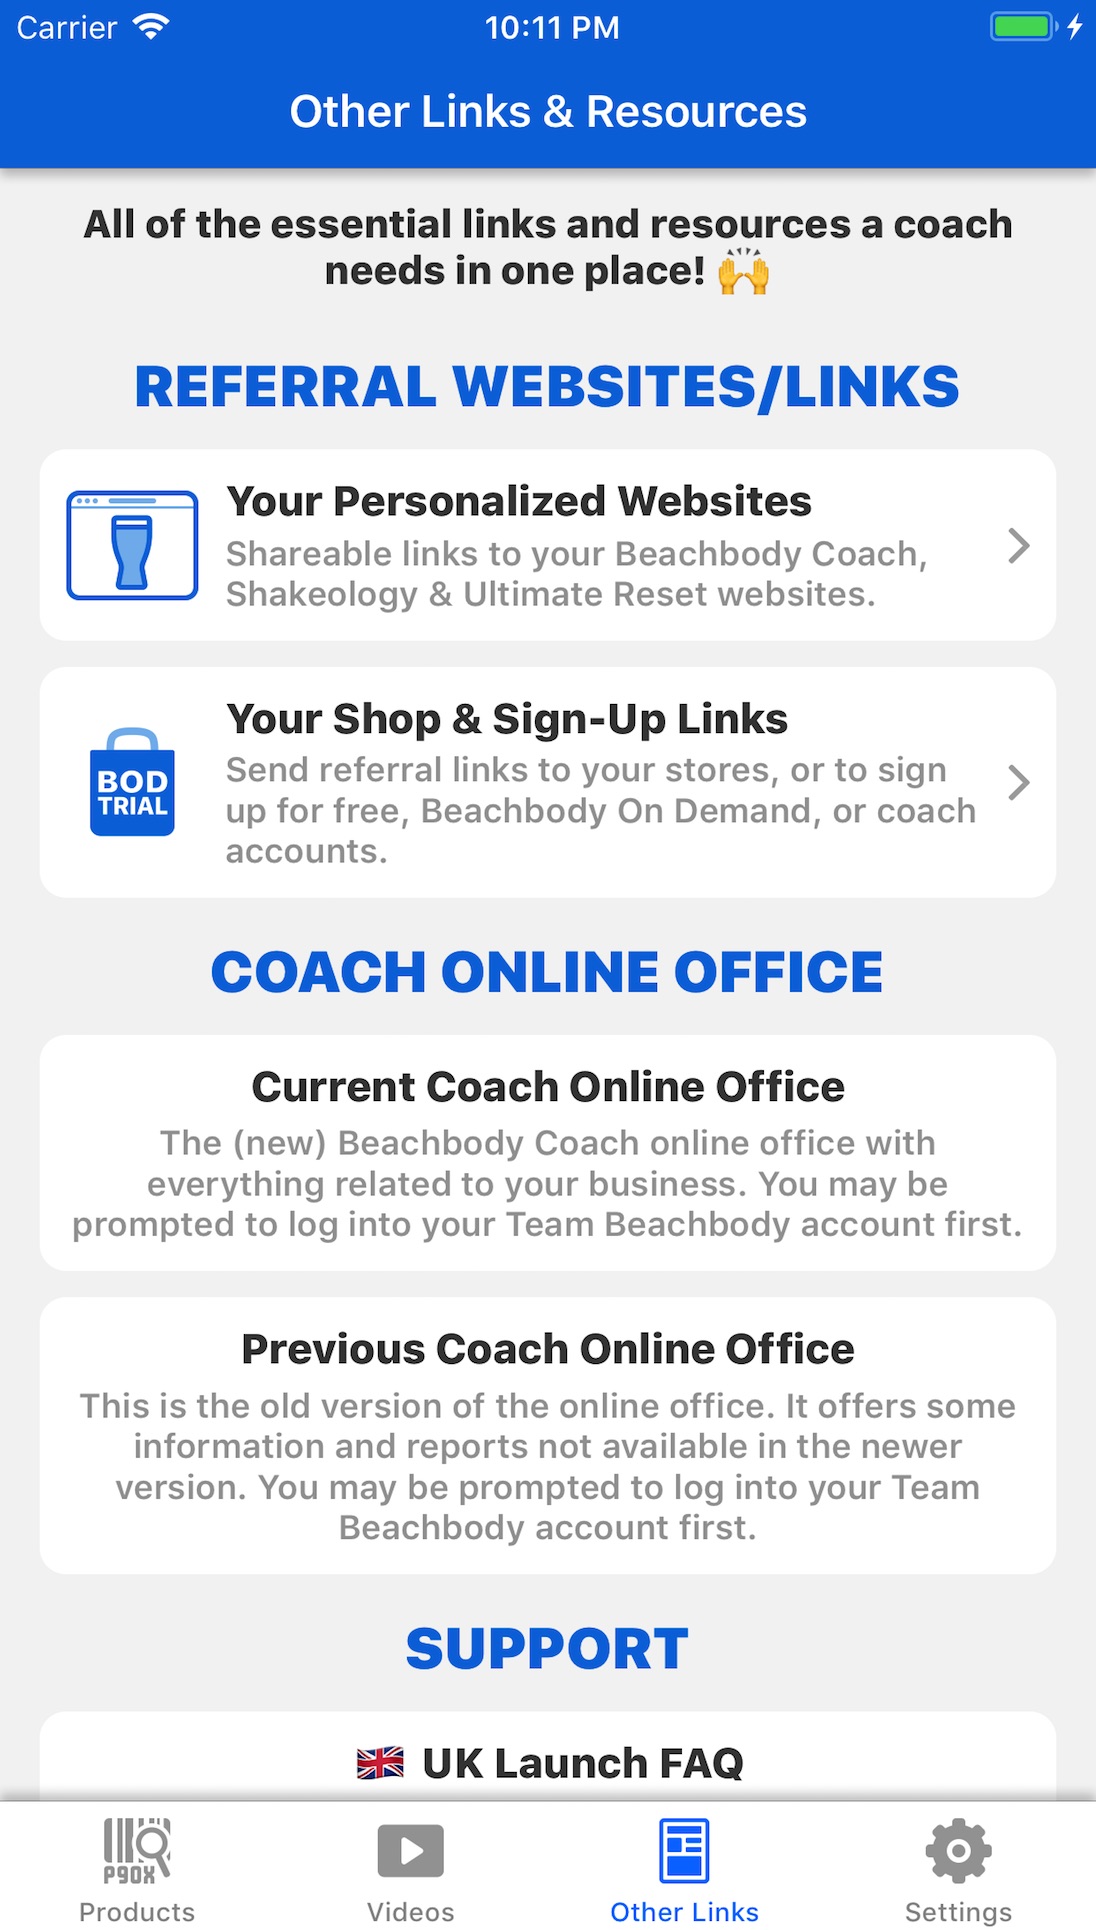 Carrier 10:11 PM
Other Links & Resources
All of the essential links and resources a coach
needs in one place! 🙌
REFERRAL WEBSITES/LINKS
Your Personalized Websites
Shareable links to your Beachbody Coach,
Shakeology & Ultimate Reset websites.
BOD
TRIAL
Your Shop & Sign-Up Links
Send referral links to your stores, or to sign
up for free, Beachbody On Demand, or coach
accounts.
COACH ONLINE OFFICE
Current Coach Online Office
The (new) Beachbody Coach online office with
everything related to your business. You may be
prompted to log into your Team Beachbody account first.
Previous Coach Online Office
This is the old version of the online office. It offers some
information and reports not available in the newer
version. You may be prompted to log into your Team
Beachbody account first.
SUPPORT
🇬🇧 UK Launch FAQ
P90X
Products Videos Other Links Settings